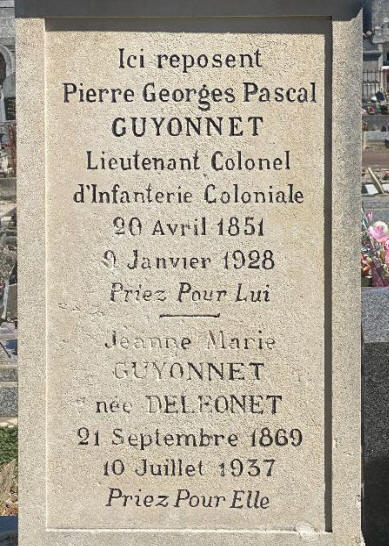 Ici reposent
Pierre Georges Pascal
GUYONNET
Lieutenant Colonel
d'Infanterie Coloniale
20 Avril 1851
9 Janvier 1928
Priez Pour Lui
Jeanne Marie
GUYONNET
née DELÉONET
21 Septembre 1869
10 Juillet 1937
Priez Pour Elle